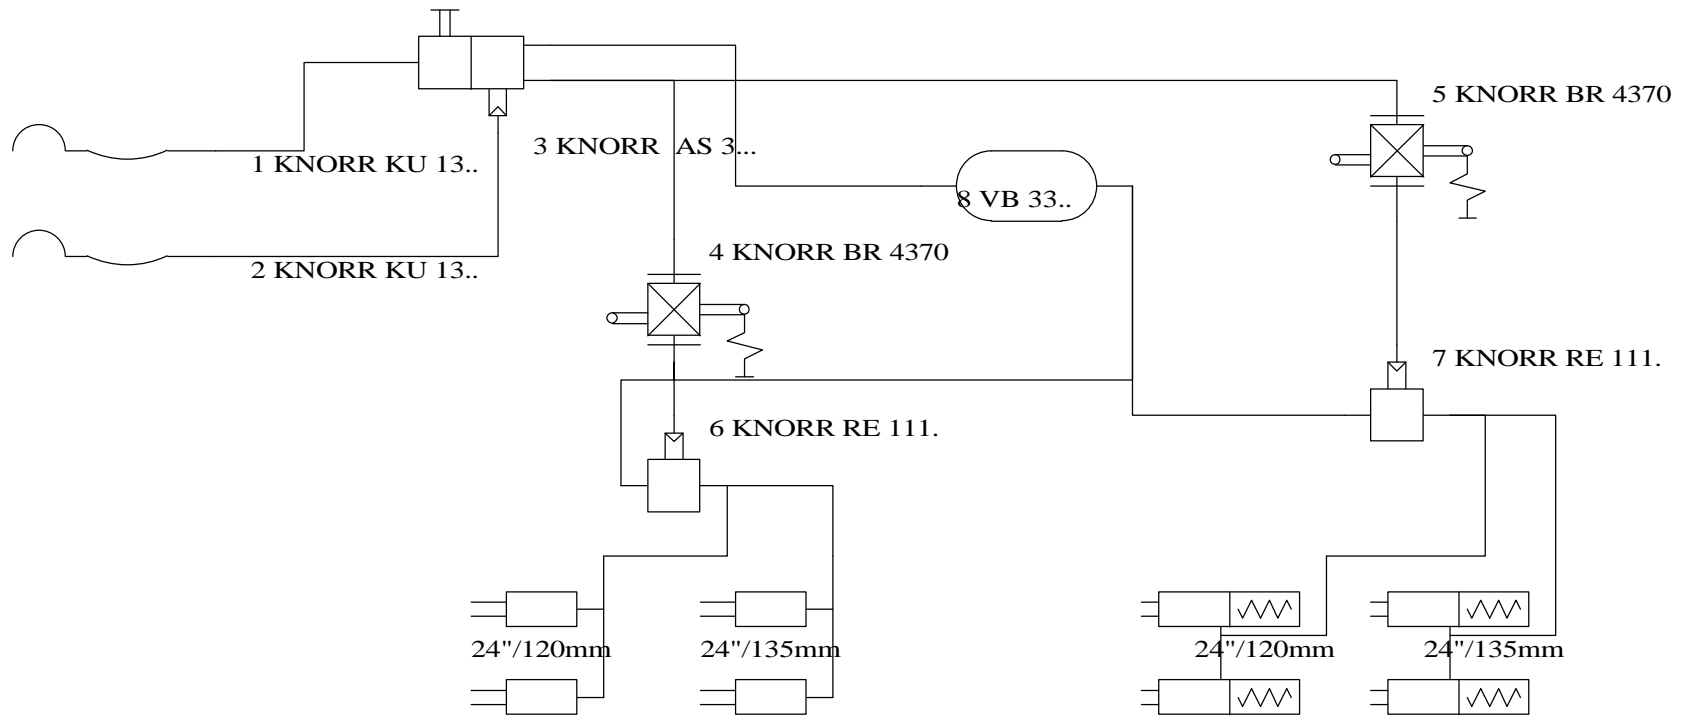 5 KNORR BR 4370
3 KNORR  AS 3...
1 KNORR KU 13..
8 VB 33..
4 KNORR BR 4370
2 KNORR KU 13..
7 KNORR RE 111.
6 KNORR RE 111.
24"/120mm
24"/135mm
24"/120mm
24"/135mm